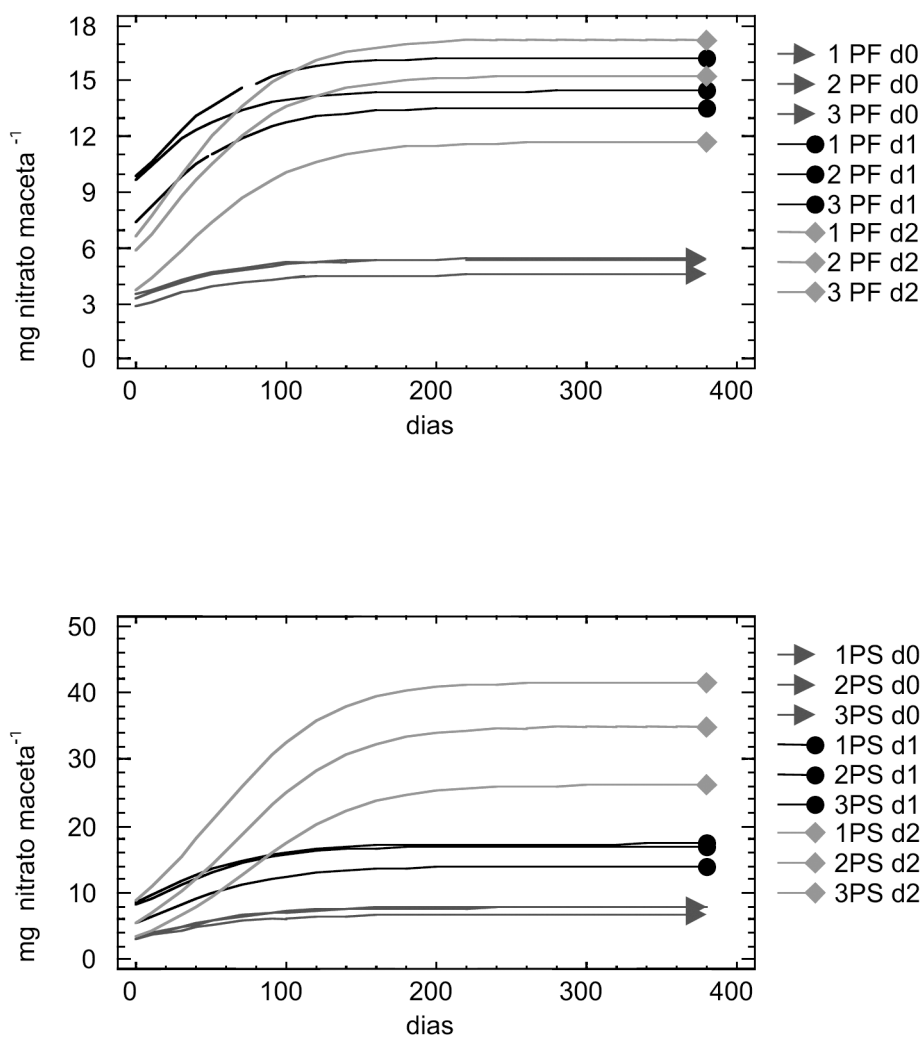 18
15
12
9
6
3
0
mg nitrato maceta⁻¹
0 100 200 300 400
dias
1 PF d0
2 PF d0
3 PF d0
1 PF d1
2 PF d1
3 PF d1
1 PF d2
2 PF d2
3 PF d2
50
40
30
20
10
0
mg nitrato maceta⁻¹
0 100 200 300 400
dias
1PS d0
2PS d0
3PS d0
1PS d1
2PS d1
3PS d1
1PS d2
2PS d2
3PS d2